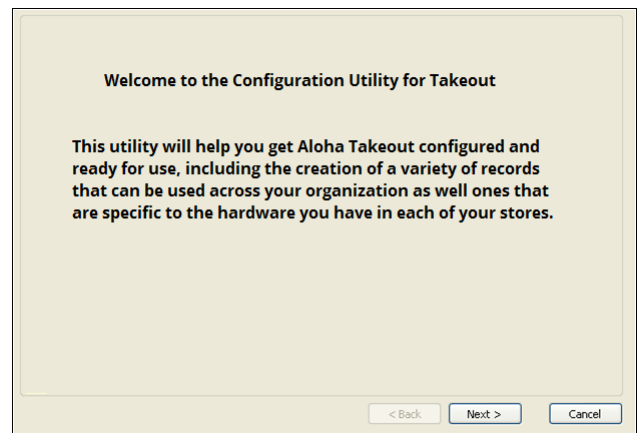 Welcome to the Configuration Utility for Takeout
This utility will help you get Aloha Takeout configured and
ready for use, including the creation of a variety of records
that can be used across your organization as well ones that
are specific to the hardware you have in each of your stores.
< Back Next > Cancel